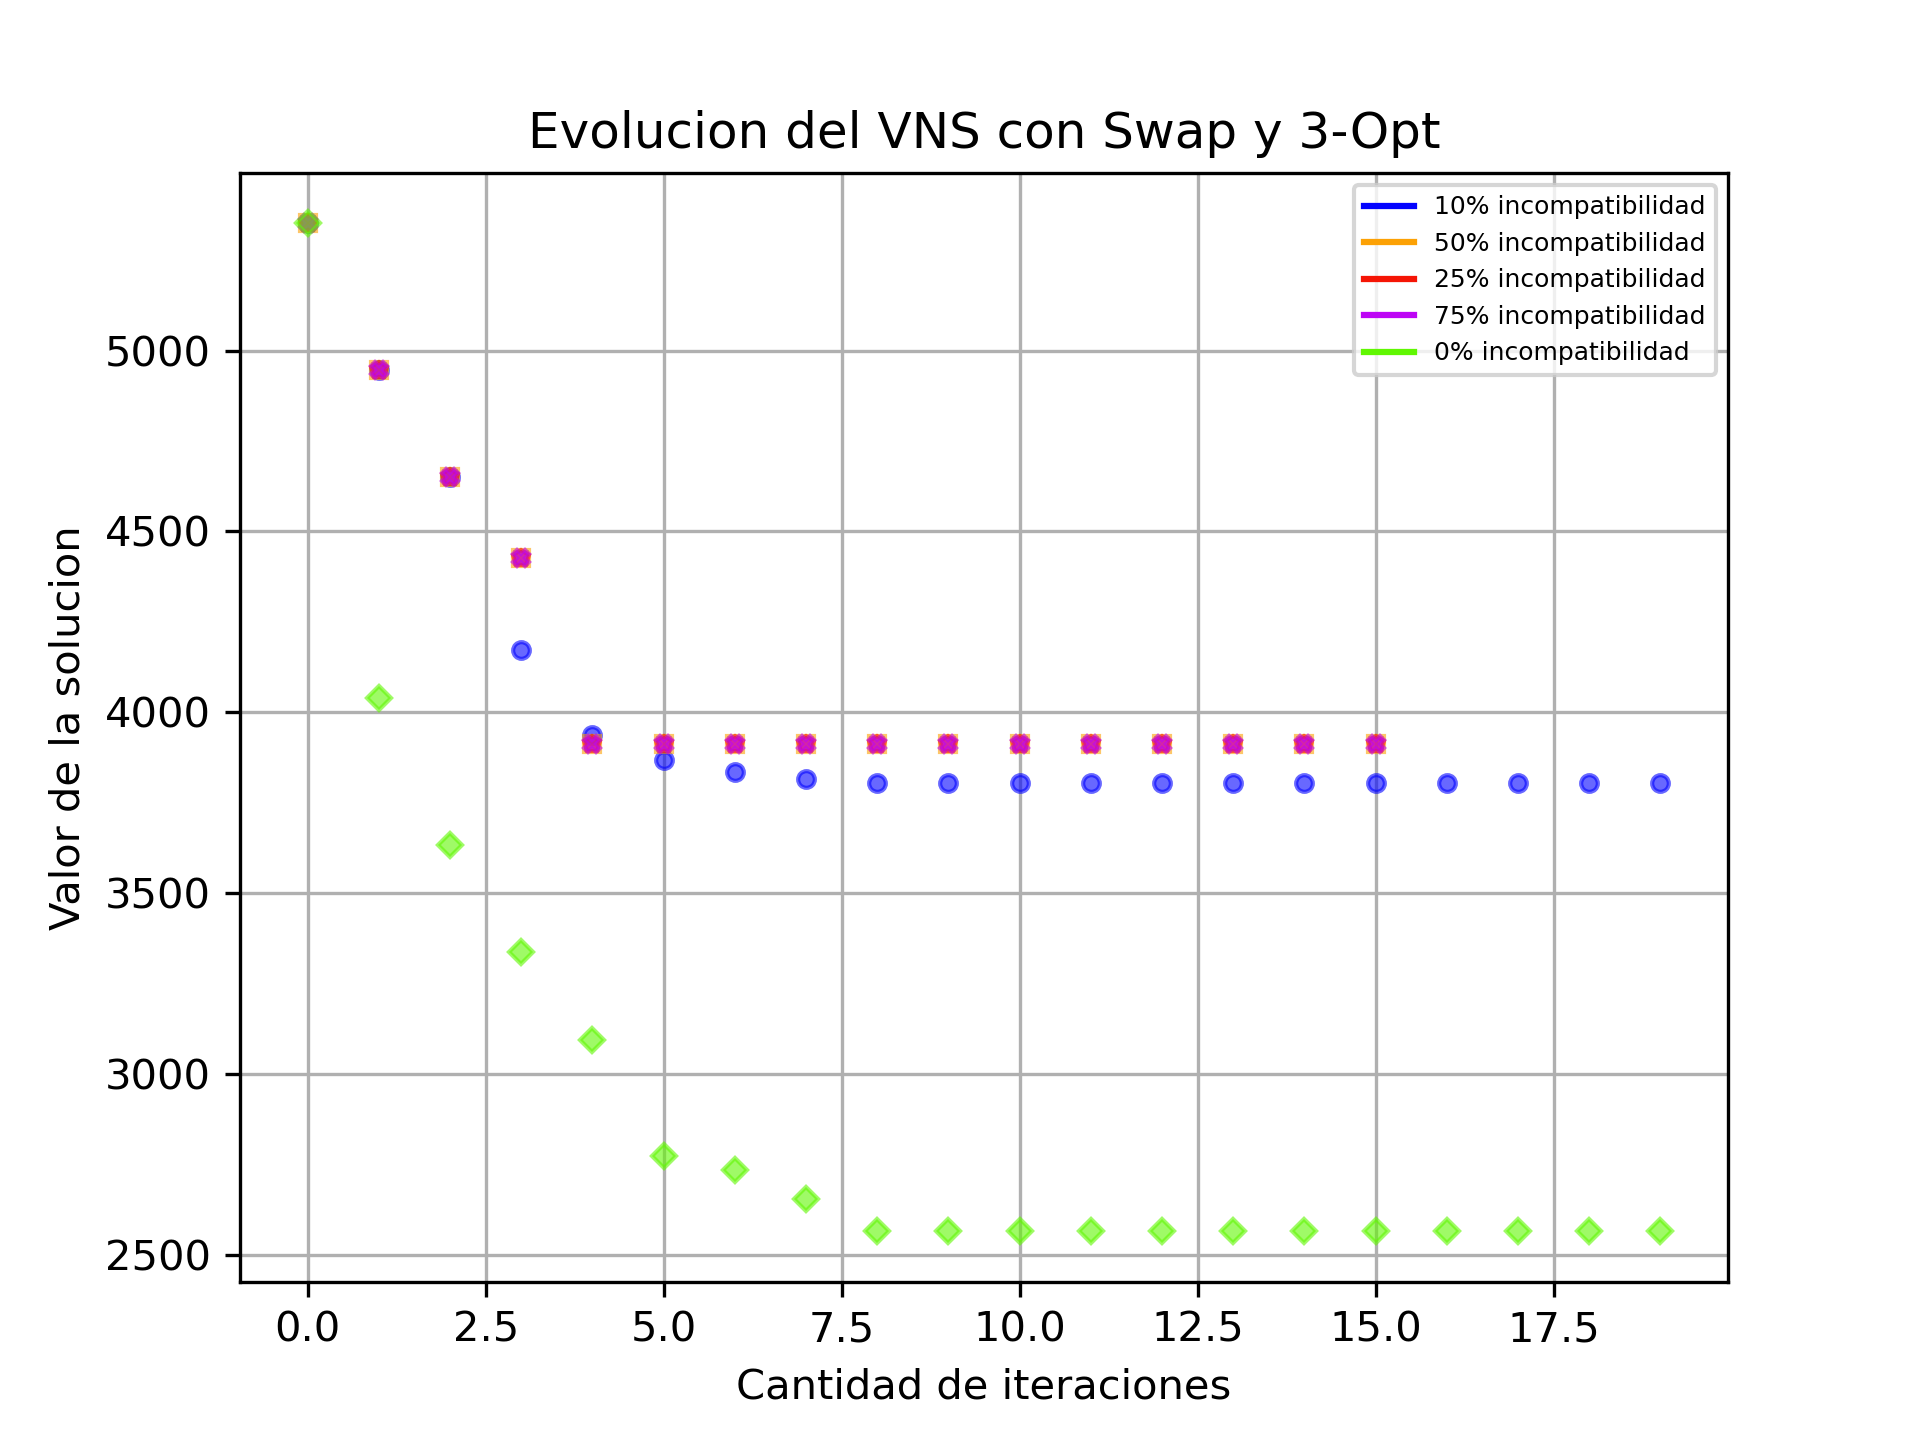 Evolucion del VNS con Swap y 3-Opt
10% incompatibilidad
50% incompatibilidad
25% incompatibilidad
75% incompatibilidad
0% incompatibilidad
Valor de la solucion
5000
4500
4000
3500
3000
2500
0.0 2.5 5.0 7.5 10.0 12.5 15.0 17.5
Cantidad de iteraciones